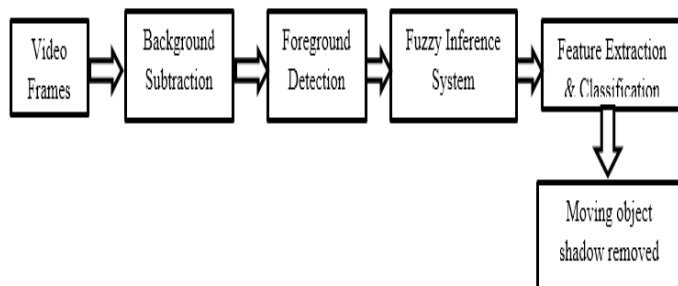 Video
Frames
Background
Subtraction
Foreground
Detection
Fuzzy Inference
System
Feature Extraction
& Classification
Moving object
shadow removed